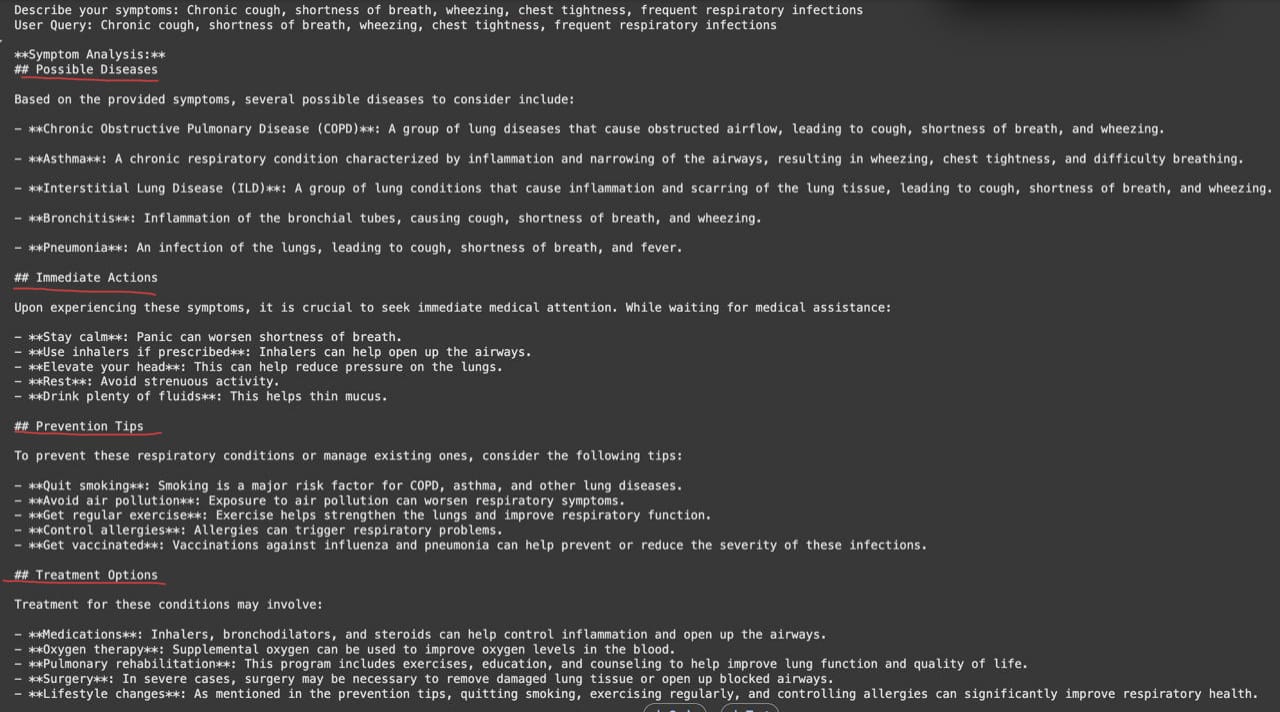 Describe your symptoms: Chronic cough, shortness of breath, wheezing, chest tightness, frequent respiratory infections
User Query: Chronic cough, shortness of breath, wheezing, chest tightness, frequent respiratory infections
**Symptom Analysis:**
## Possible Diseases
Based on the provided symptoms, several possible diseases to consider include:
- **Chronic Obstructive Pulmonary Disease (COPD)**: A group of lung diseases that cause obstructed airflow, leading to cough, shortness of breath, and wheezing.
- **Asthma**: A chronic respiratory condition characterized by inflammation and narrowing of the airways, resulting in wheezing, chest tightness, and difficulty breathing.
- **Interstitial Lung Disease (ILD)**: A group of lung conditions that cause inflammation and scarring of the lung tissue, leading to cough, shortness of breath, and wheezing.
- **Bronchitis**: Inflammation of the bronchial tubes, causing cough, shortness of breath, and wheezing.
- **Pneumonia**: An infection of the lungs, leading to cough, shortness of breath, and fever.
## Immediate Actions
Upon experiencing these symptoms, it is crucial to seek immediate medical attention. While waiting for medical assistance:
- **Stay calm**: Panic can worsen shortness of breath.
- **Use inhalers if prescribed**: Inhalers can help open up the airways.
- **Elevate your head**: This can help reduce pressure on the lungs.
- **Rest**: Avoid strenuous activity.
- **Drink plenty of fluids**: This helps thin mucus.
## Prevention Tips
To prevent these respiratory conditions or manage existing ones, consider the following tips:
- **Quit smoking**: Smoking is a major risk factor for COPD, asthma, and other lung diseases.
- **Avoid air pollution**: Exposure to air pollution can worsen respiratory symptoms.
- **Get regular exercise**: Exercise helps strengthen the lungs and improve respiratory function.
- **Control allergies**: Allergies can trigger respiratory problems.
- **Get vaccinated**: Vaccinations against influenza and pneumonia can help prevent or reduce the severity of these infections.
## Treatment Options
Treatment for these conditions may involve:
- **Medications**: Inhalers, bronchodilators, and steroids can help control inflammation and open up the airways.
- **Oxygen therapy**: Supplemental oxygen can be used to improve oxygen levels in the blood.
- **Pulmonary rehabilitation**: This program includes exercises, education, and counseling to help improve lung function and quality of life.
- **Surgery**: In severe cases, surgery may be necessary to remove damaged lung tissue or open up blocked airways.
- **Lifestyle changes**: As mentioned in the prevention tips, quitting smoking, exercising regularly, and controlling allergies can significantly improve respiratory health.